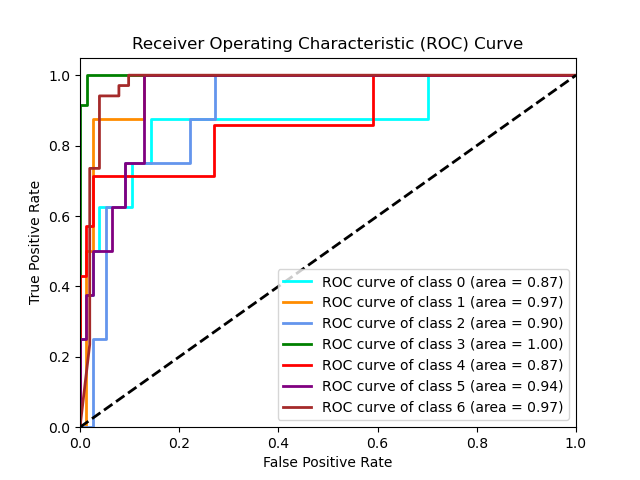 Receiver Operating Characteristic (ROC) Curve
1.0
0.8
0.6
0.4
0.2
0.0
True Positive Rate
ROC curve of class 0 (area = 0.87)
ROC curve of class 1 (area = 0.97)
ROC curve of class 2 (area = 0.90)
ROC curve of class 3 (area = 1.00)
ROC curve of class 4 (area = 0.87)
ROC curve of class 5 (area = 0.94)
ROC curve of class 6 (area = 0.97)
0.0 0.2 0.4 0.6 0.8 1.0
False Positive Rate